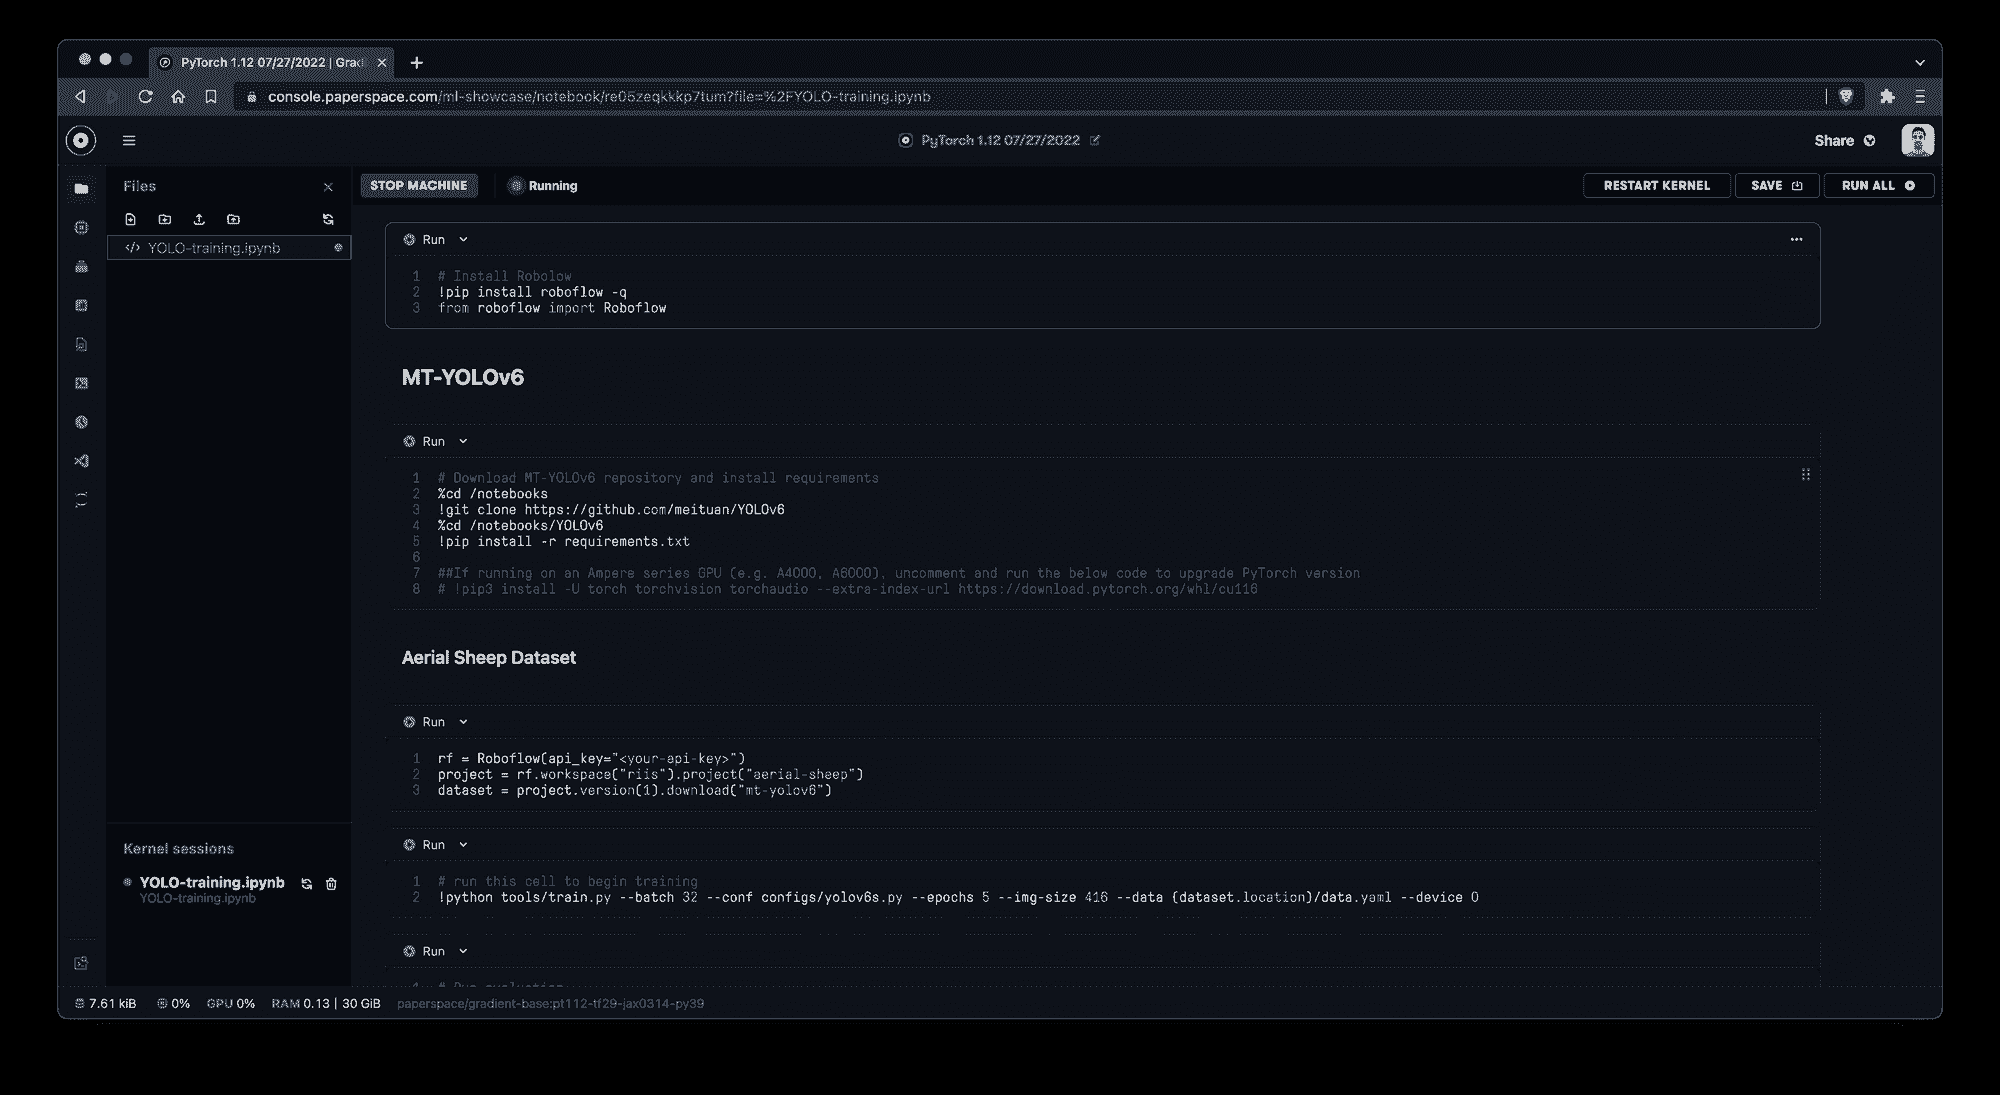 PyTorch 1.12 07/27/2022 | Grad
console.paperspace.com/ml-showcase/notebook/re05zeqkkkp7tum?file=%2FYOLO-training.ipynb
PyTorch 1.12 07/27/2022
Share
Files
STOP MACHINE
Running
RESTART KERNEL
SAVE
RUN ALL
YOLO-training.ipynb
Run
1 # Install Robolow
2 !pip install roboflow -q
3 from roboflow import Roboflow
MT-YOLOv6
Run
1 # Download MT-YOLOv6 repository and install requirements
2 %cd /notebooks
3 !git clone https://github.com/meituan/YOLOv6
4 %cd /notebooks/YOLOv6
5 !pip install -r requirements.txt
6
7 ##If running on an Ampere series GPU (e.g. A4000, A6000), uncomment and run the below code to upgrade PyTorch version
8 # !pip3 install -U torch torchvision torchaudio --extra-index-url https://download.pytorch.org/whl/cu116
Aerial Sheep Dataset
Run
1 rf = Roboflow(api_key="<your-api-key>")
2 project = rf.workspace("riis").project("aerial-sheep")
3 dataset = project.version(1).download("mt-yolov6")
Run
1 # run this cell to begin training
2 !python tools/train.py --batch 32 --conf configs/yolov6s.py --epochs 5 --img-size 416 --data {dataset.location}/data.yaml --device 0
Run
1 # Run evaluation
Kernel sessions
YOLO-training.ipynb
YOLO-training.ipynb
7.61 kiB 0% GPU 0% RAM 0.13 | 30 GiB paperspace/gradient-base:pt112-tf29-jax0314-py39